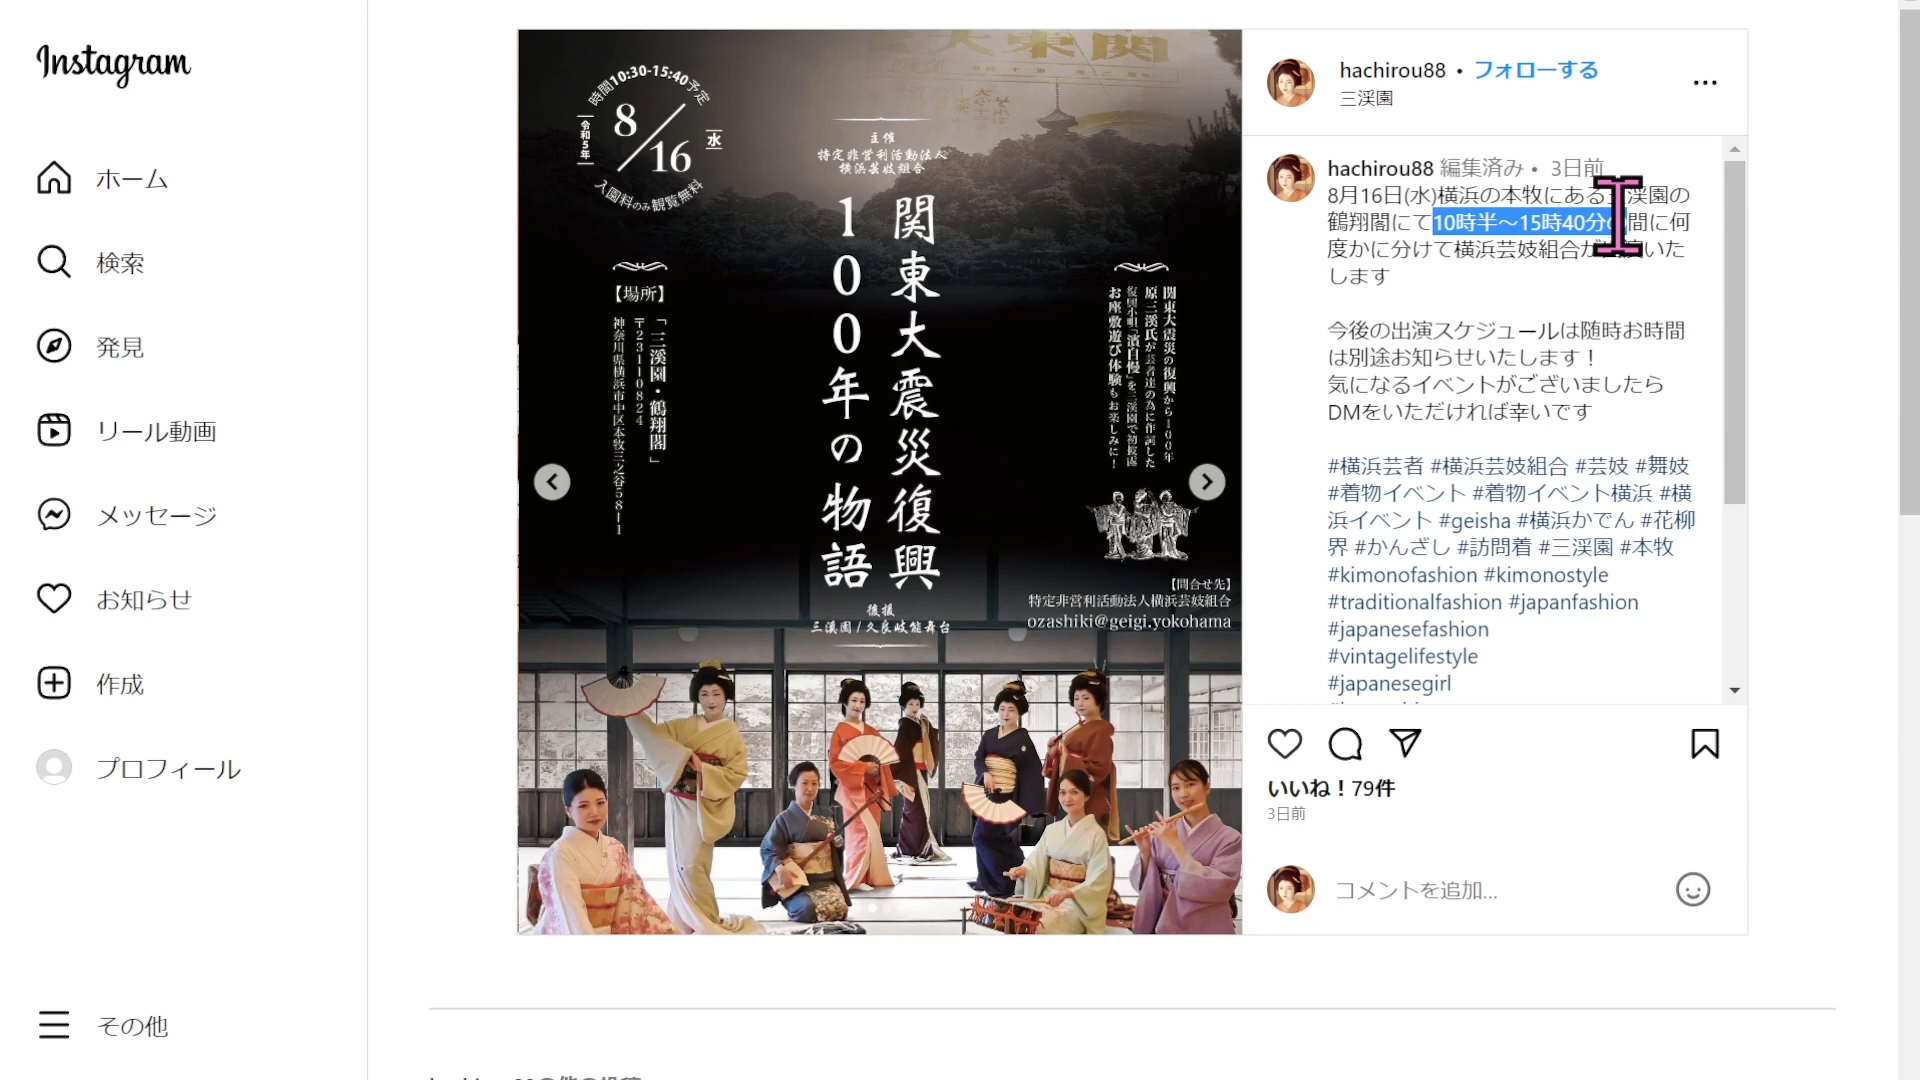 Instagram
ホーム
検索
発見
リール動画
メッセージ
お知らせ
作成
プロフィール
その他
時間10:30-15:40予定
令和5年
8/16
水
入園料のみ観覧無料
主催
特定非営利活動法人
横浜芸妓組合
関東大震災復興
100年の物語
後援
三溪園 / 久良岐能舞台
関東大震災の復興から100年
原三溪氏が芸者達の為に作詞した
復興小唄「濱自慢」を三溪園で初披露
お座敷遊び体験もお楽しみに!
【場所】
「三溪園・鶴翔閣」
〒231-0824
神奈川県横浜市中区本牧三之谷58-1
【問合せ先】
特定非営利活動法人横浜芸妓組合
ozashiki@geigi.yokohama
hachirou88 • フォローする
三渓園
hachirou88 編集済み • 3日前
8月16日(水)横浜の本牧にある渓園の
鶴翔閣にて10時半～15時40分の間に何
度かに分けて横浜芸妓組合がいた
します
今後の出演スケジュールは随時お時間
は別途お知らせいたします！
気になるイベントがございましたら
DMをいただければ幸いです
#横浜芸者 #横浜芸妓組合 #芸妓 #舞妓
#着物イベント #着物イベント横浜 #横
浜イベント #geisha #横浜かでん #花柳
界 #かんざし #訪問着 #三渓園 #本牧
#kimonofashion #kimonostyle
#traditionalfashion #japanfashion
#japanesefashion
#vintagelifestyle
#japanesegirl
いいね！79件
3日前
コメントを追加...